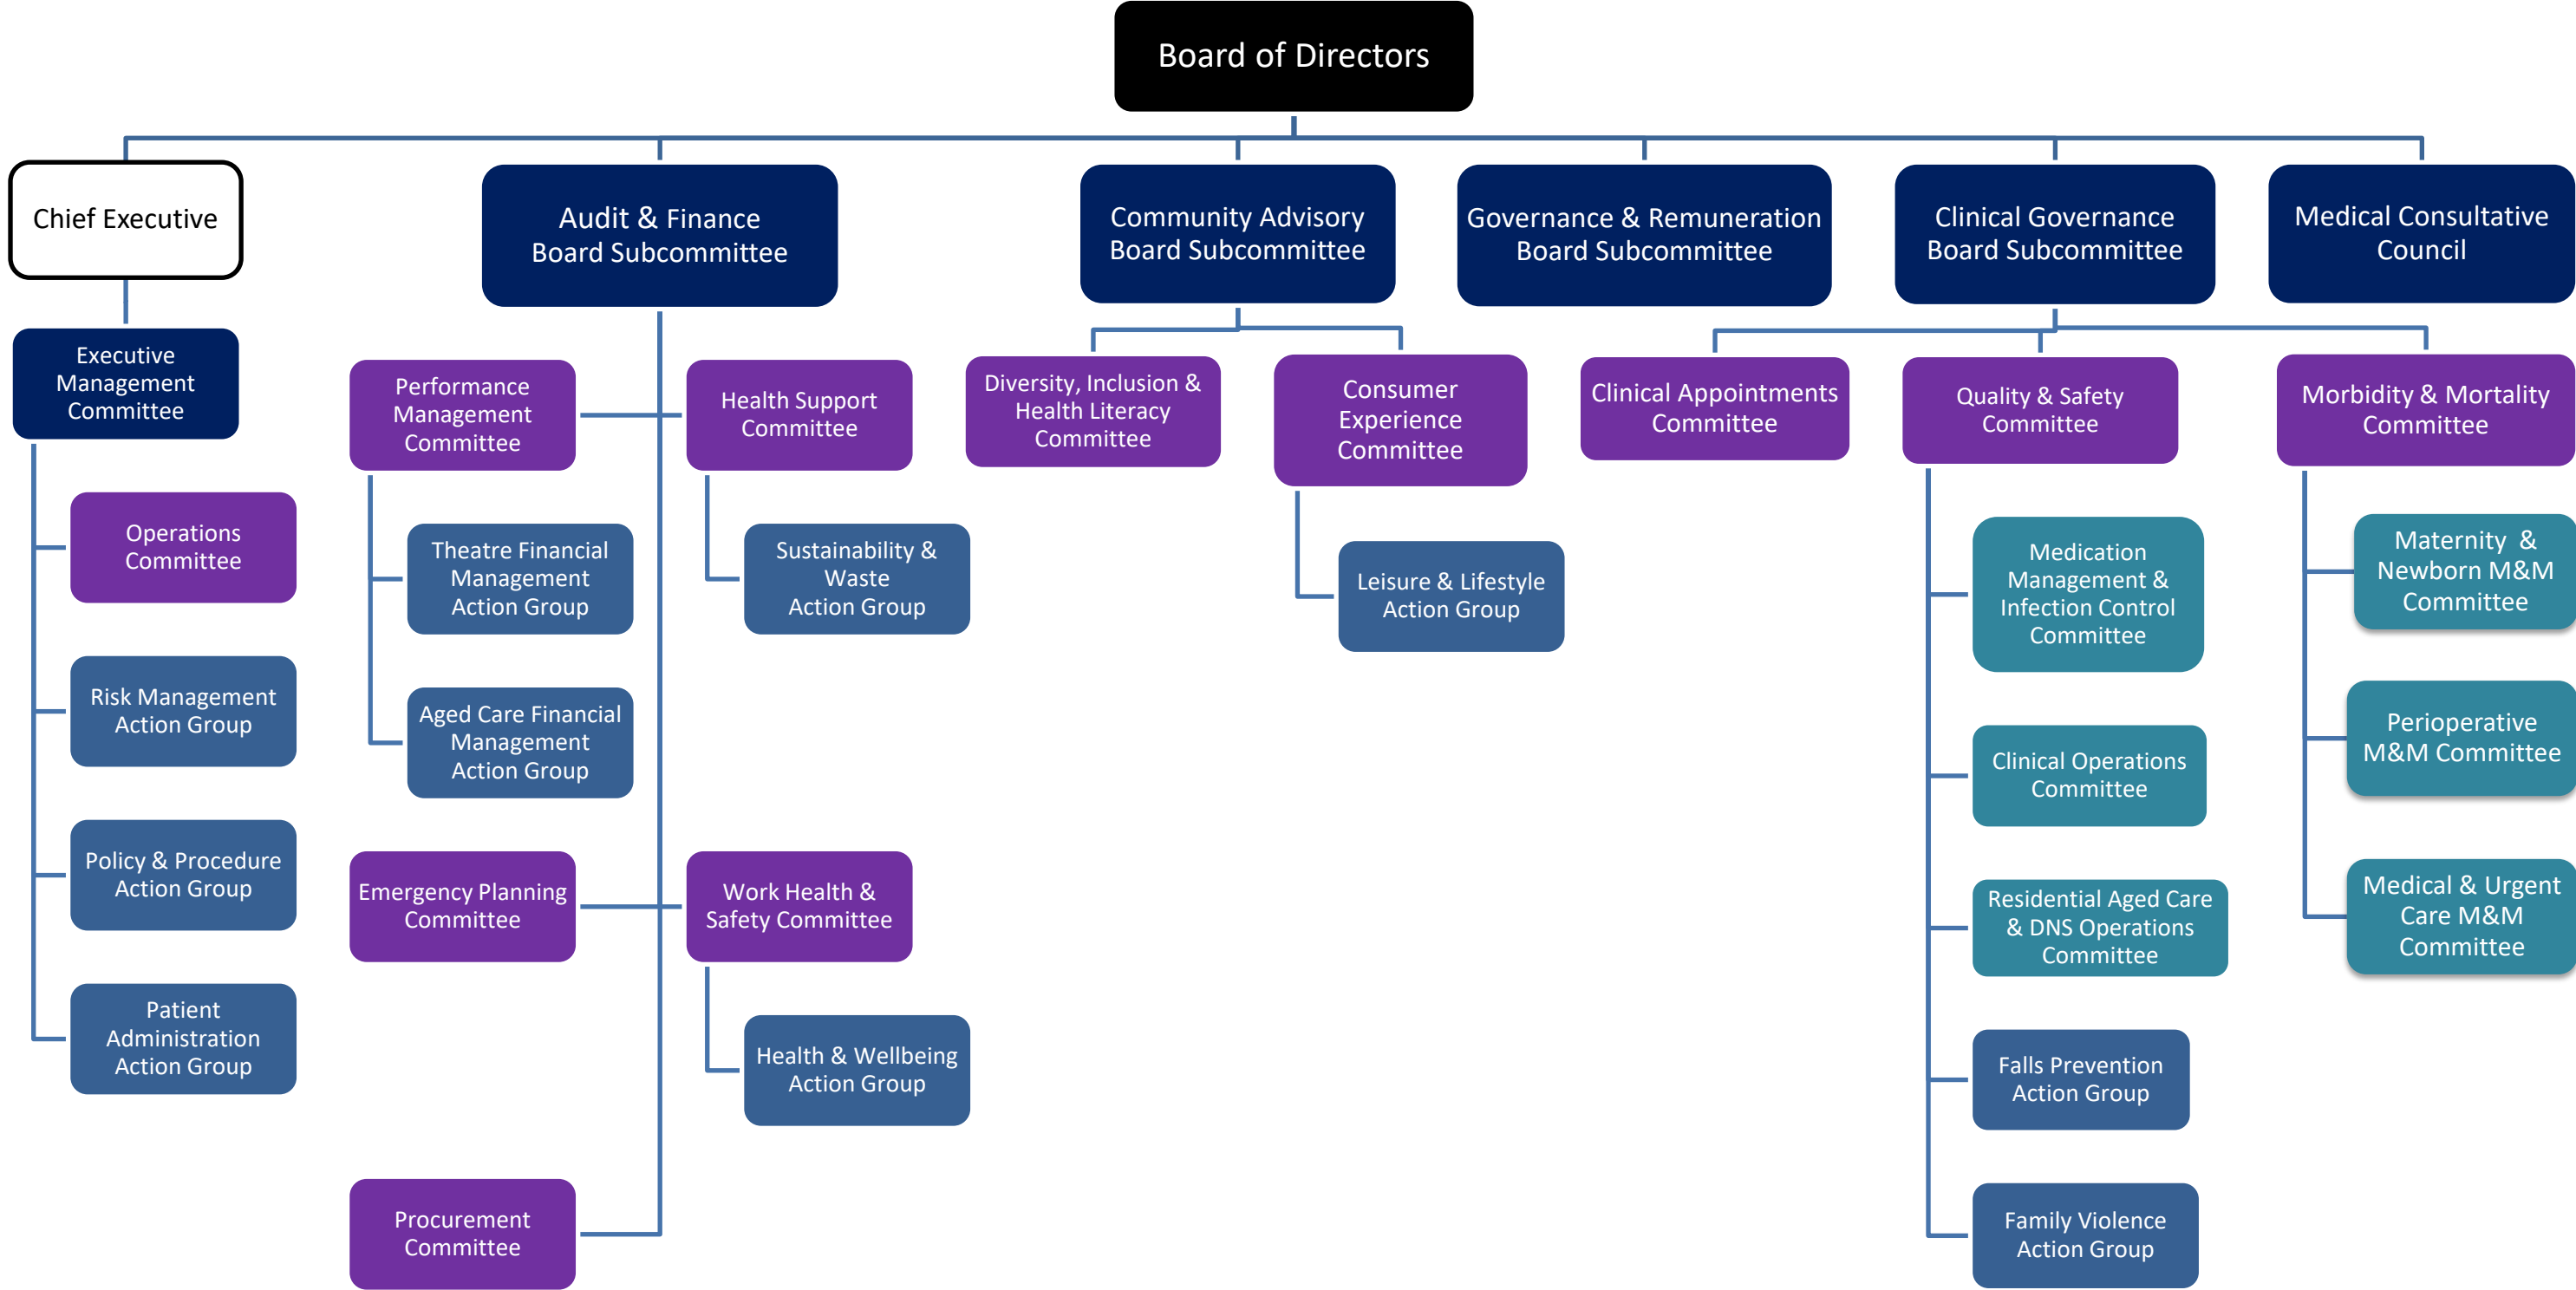 Board of Directors
Chief Executive
Audit & Finance
Board Subcommittee
Community Advisory
Board Subcommittee
Governance & Remuneration
Board Subcommittee
Clinical Governance
Board Subcommittee
Medical Consultative
Council
Executive
Management
Committee
Operations
Committee
Risk Management
Action Group
Policy & Procedure
Action Group
Patient
Administration
Action Group
Performance
Management
Committee
Theatre Financial
Management
Action Group
Aged Care Financial
Management
Action Group
Health Support
Committee
Sustainability &
Waste
Action Group
Emergency Planning
Committee
Work Health &
Safety Committee
Health & Wellbeing
Action Group
Procurement
Committee
Diversity, Inclusion &
Health Literacy
Committee
Consumer
Experience
Committee
Leisure & Lifestyle
Action Group
Clinical Appointments
Committee
Quality & Safety
Committee
Medication
Management &
Infection Control
Committee
Clinical Operations
Committee
Residential Aged Care
& DNS Operations
Committee
Falls Prevention
Action Group
Family Violence
Action Group
Morbidity & Mortality
Committee
Maternity &
Newborn M&M
Committee
Perioperative
M&M Committee
Medical & Urgent
Care M&M
Committee